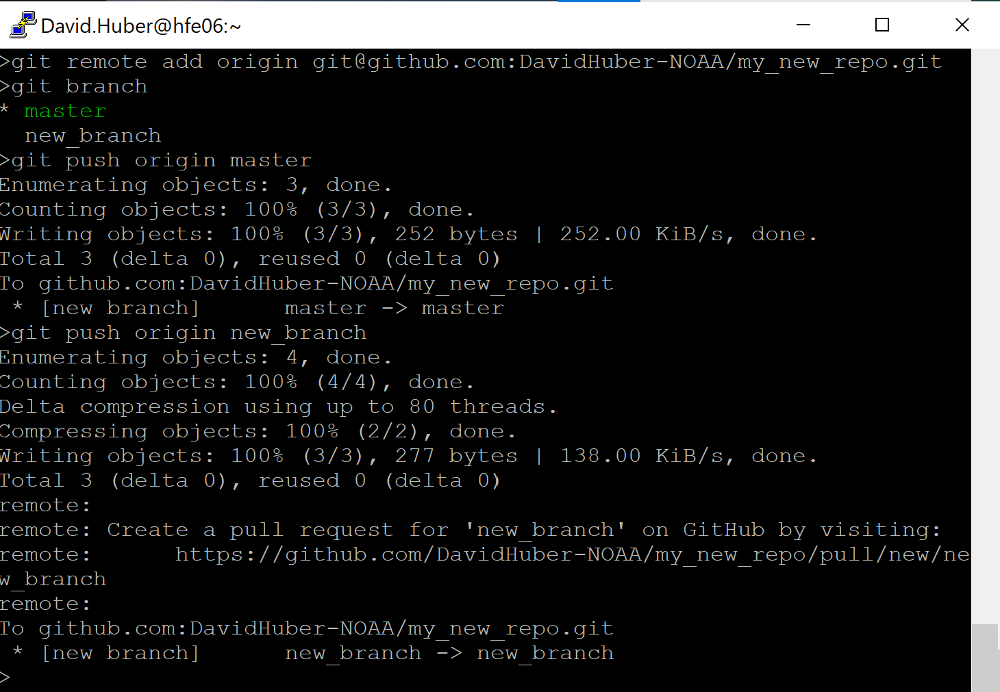 David.Huber@hfe06:~
>git remote add origin git@github.com:DavidHuber-NOAA/my_new_repo.git
>git branch
* master
  new_branch
>git push origin master
Enumerating objects: 3, done.
Counting objects: 100% (3/3), done.
Writing objects: 100% (3/3), 252 bytes | 252.00 KiB/s, done.
Total 3 (delta 0), reused 0 (delta 0)
To github.com:DavidHuber-NOAA/my_new_repo.git
 * [new branch]      master -> master
>git push origin new_branch
Enumerating objects: 4, done.
Counting objects: 100% (4/4), done.
Delta compression using up to 80 threads.
Compressing objects: 100% (2/2), done.
Writing objects: 100% (3/3), 277 bytes | 138.00 KiB/s, done.
Total 3 (delta 0), reused 0 (delta 0)
remote:
remote: Create a pull request for 'new_branch' on GitHub by visiting:
remote:      https://github.com/DavidHuber-NOAA/my_new_repo/pull/new/ne
w_branch
remote:
To github.com:DavidHuber-NOAA/my_new_repo.git
 * [new branch]      new_branch -> new_branch
>